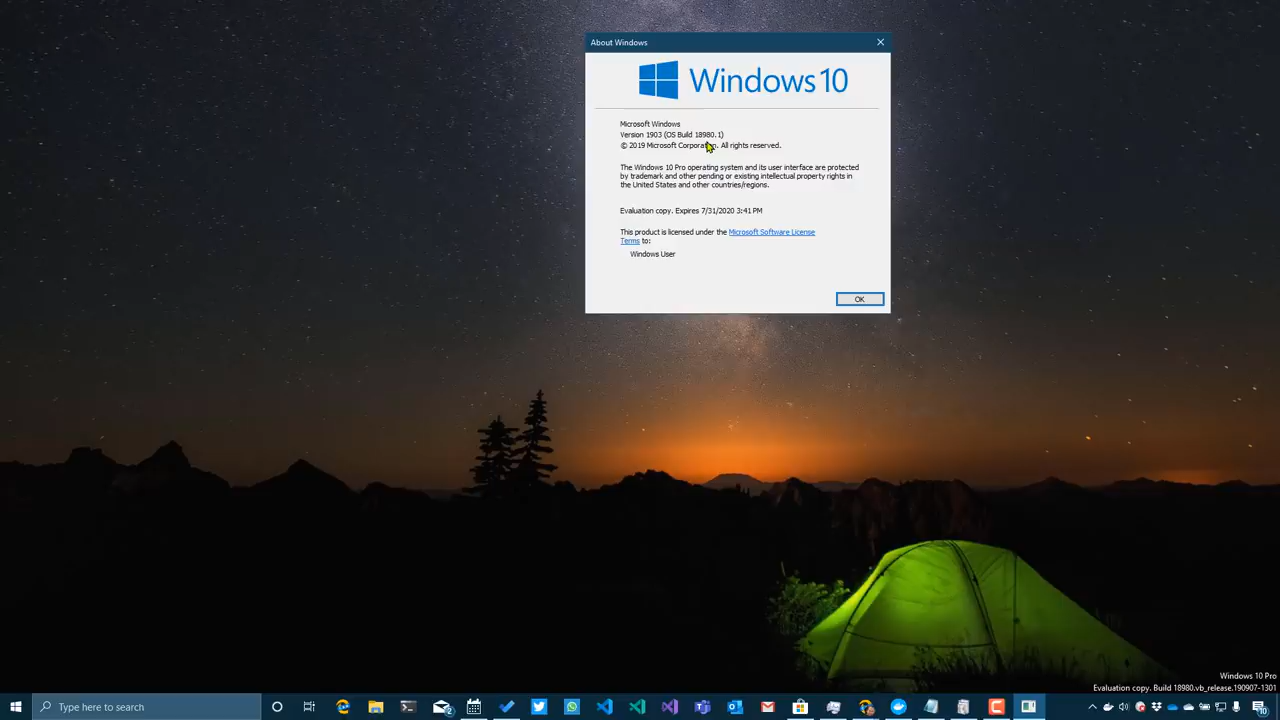 About Windows
Windows 10
Microsoft Windows
Version 1903 (OS Build 18980.1)
© 2019 Microsoft Corporation. All rights reserved.
The Windows 10 Pro operating system and its user interface are protected
by trademark and other pending or existing intellectual property rights in
the United States and other countries/regions.
Evaluation copy. Expires 7/31/2020 3:41 PM
This product is licensed under the Microsoft Software License
Terms to:
Windows User
OK
Windows 10 Pro
Evaluation copy. Build 18980.vb_release.190907-1301
Type here to search